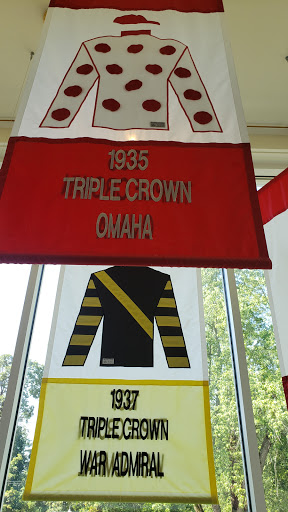 1935
TRIPLE CROWN
OMAHA
1937
TRIPLE CROWN
WAR ADMIRAL